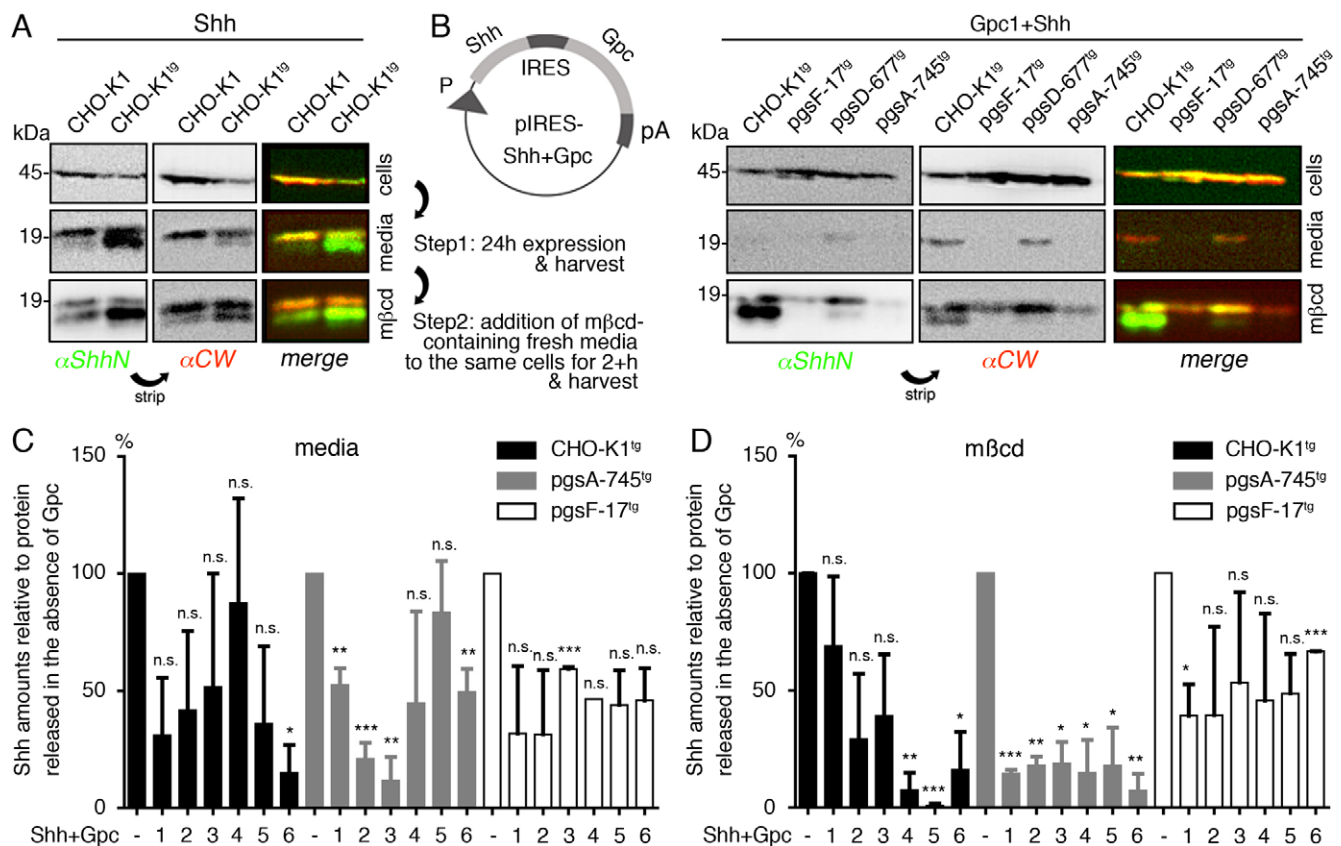 A
Shh
CHO-K1
CHO-K1tg
CHO-K1
CHO-K1tg
CHO-K1
CHO-K1tg
kDa
45-
cells
19-
media
19-
mβcd
αShhN
αCW
merge
strip
B
Shh
Gpc
IRES
P
pA
pIRES-
Shh+Gpc
Step1: 24h expression
& harvest
Step2: addition of mβcd-
containing fresh media
to the same cells for 2+h
& harvest
Gpc1+Shh
CHO-K1tg
pgsF-17tg
pgsD-677tg
pgsA-745tg
CHO-K1tg
pgsF-17tg
pgsD-677tg
pgsA-745tg
CHO-K1tg
pgsF-17tg
pgsD-677tg
pgsA-745tg
kDa
45-
cells
19-
media
19-
mβcd
αShhN
αCW
merge
strip
C
%
media
150
100
50
0
Shh amounts relative to protein
released in the absence of Gpc
CHO-K1tg
pgsA-745tg
pgsF-17tg
n.s. n.s. n.s. n.s. n.s. * ** *** ** n.s. n.s. ** n.s. n.s. *** n.s. n.s. n.s.
Shh+Gpc - 1 2 3 4 5 6 - 1 2 3 4 5 6 - 1 2 3 4 5 6
D
%
mßcd
150
100
50
0
Shh amounts relative to protein
released in the absence of Gpc
CHO-K1tg
pgsA-745tg
pgsF-17tg
n.s. n.s. n.s. ** *** * *** ** * * * ** * n.s. n.s n.s. n.s. ***
Shh+Gpc - 1 2 3 4 5 6 - 1 2 3 4 5 6 - 1 2 3 4 5 6